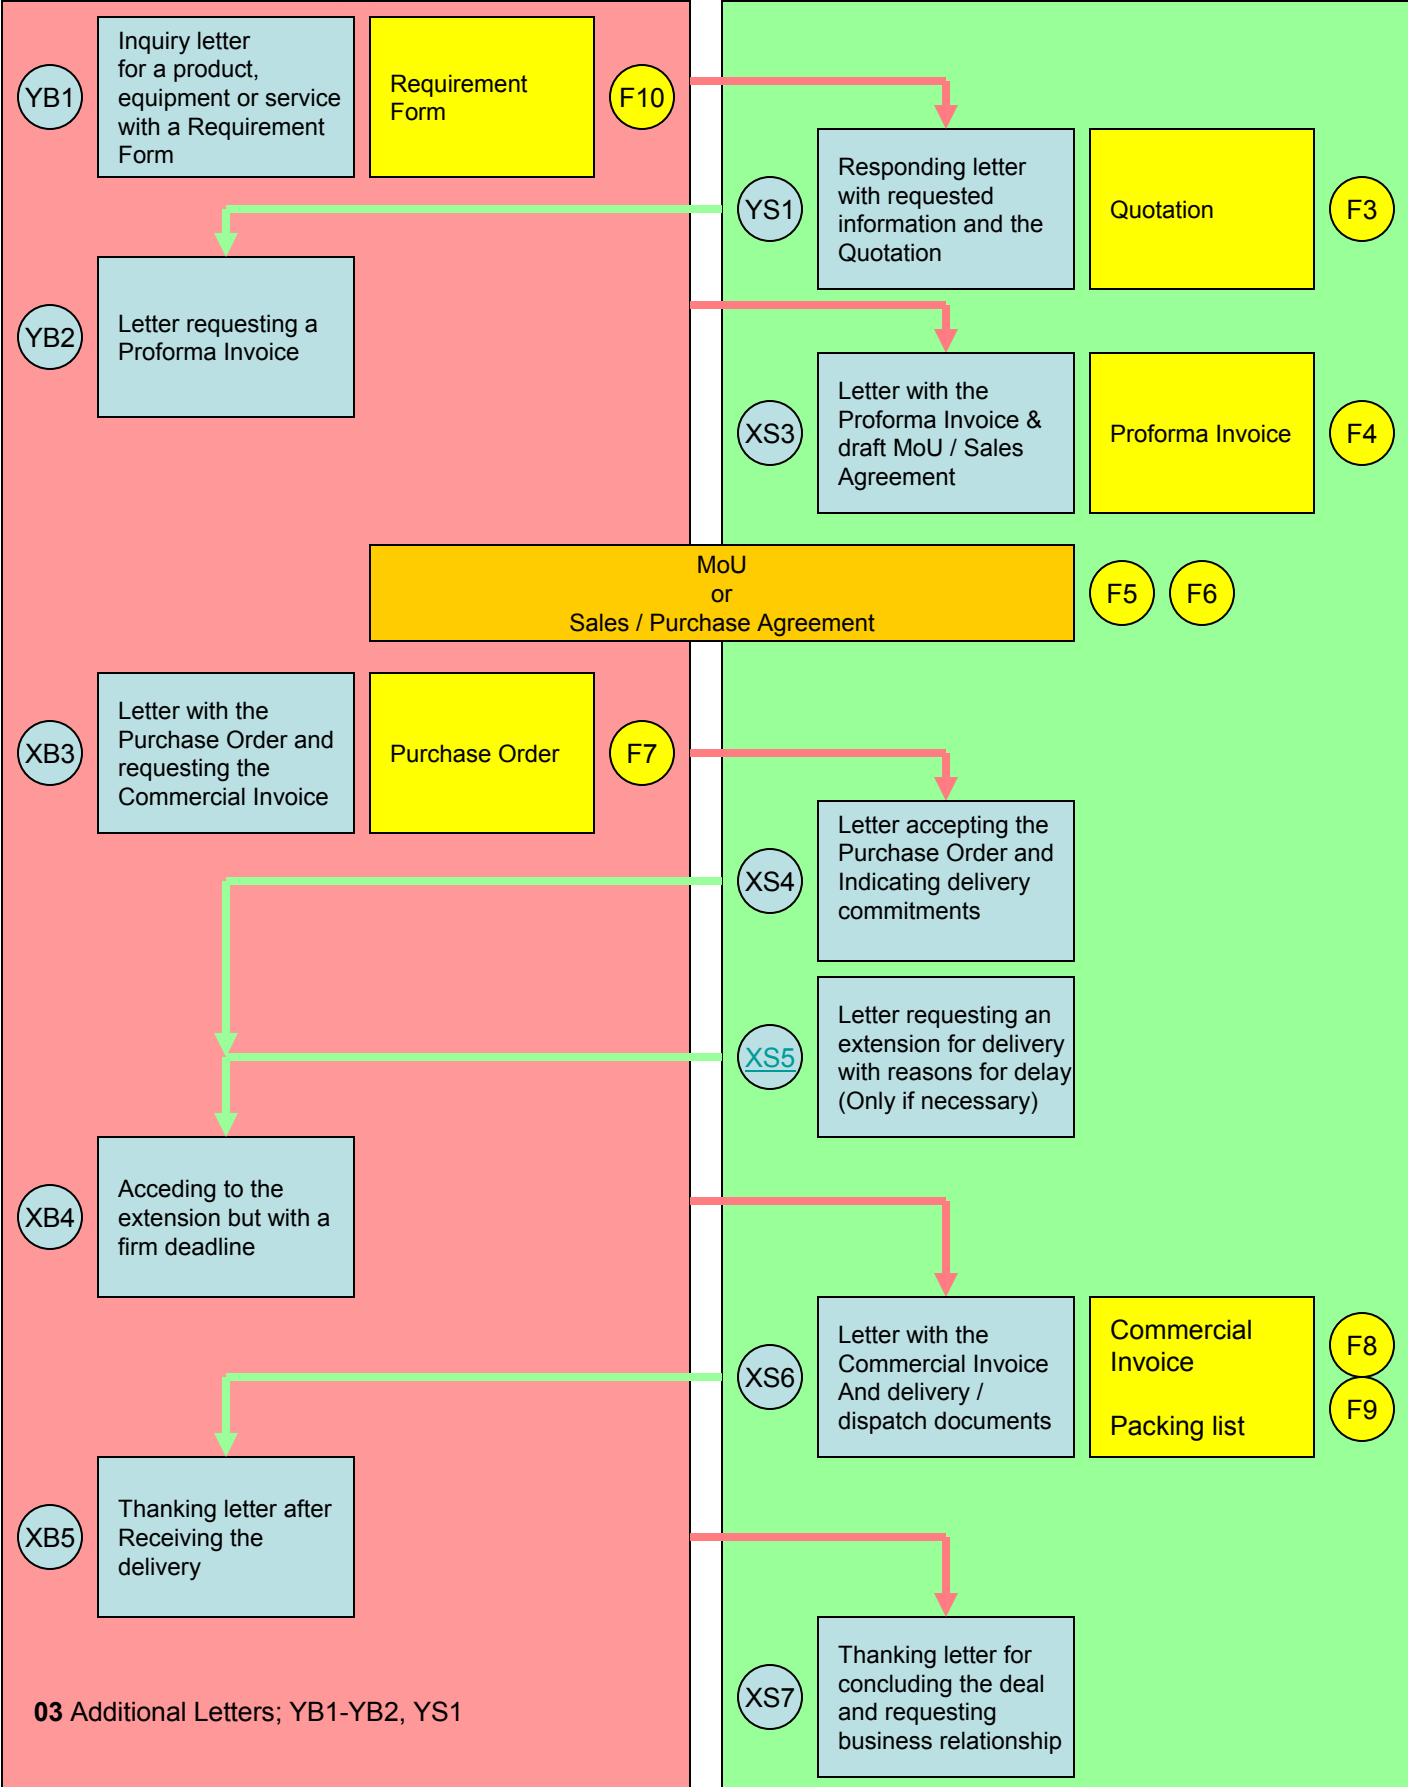 YB1
Inquiry letter
for a product,
equipment or service
with a Requirement
Form
Requirement
Form
F10
YS1
Responding letter
with requested
information and the
Quotation
Quotation
F3
YB2
Letter requesting a
Proforma Invoice
XS3
Letter with the
Proforma Invoice &
draft MoU / Sales
Agreement
Proforma Invoice
F4
MoU
or
Sales / Purchase Agreement
F5
F6
XB3
Letter with the
Purchase Order and
requesting the
Commercial Invoice
Purchase Order
F7
XS4
Letter accepting the
Purchase Order and
Indicating delivery
commitments
XS5
Letter requesting an
extension for delivery
with reasons for delay
(Only if necessary)
XB4
Acceding to the
extension but with a
firm deadline
XS6
Letter with the
Commercial Invoice
And delivery /
dispatch documents
Commercial
Invoice
Packing list
F8
F9
XB5
Thanking letter after
Receiving the
delivery
XS7
Thanking letter for
concluding the deal
and requesting
business relationship
03 Additional Letters; YB1-YB2, YS1